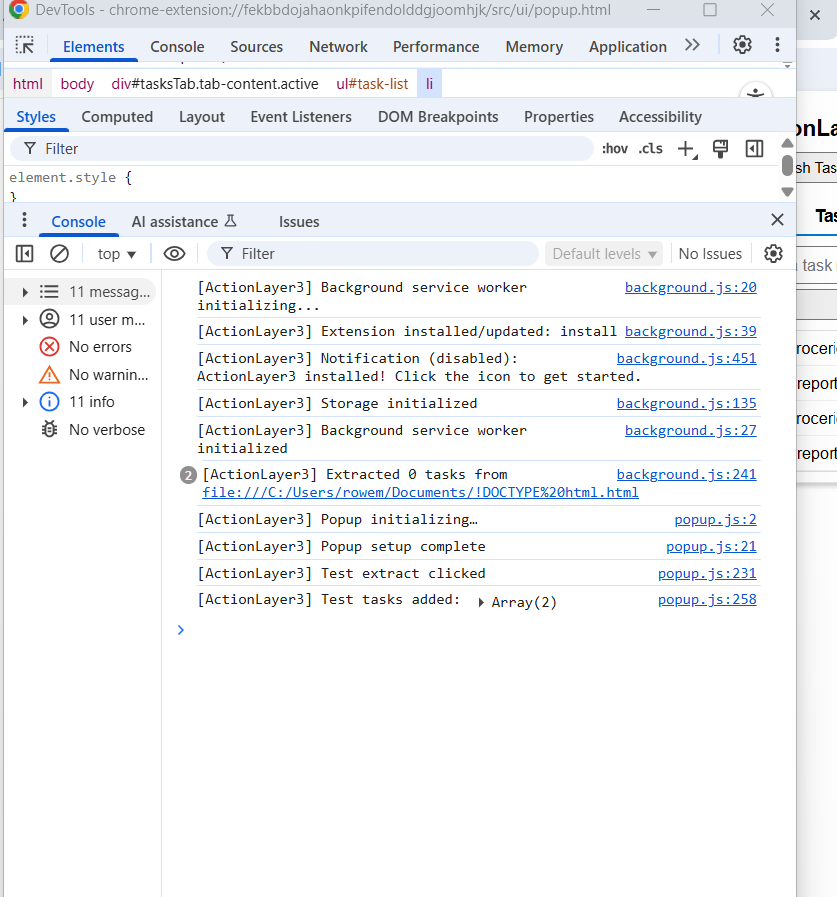 DevTools - chrome-extension://fekbbdojahaonkpifendolddgjoomhjk/src/ui/popup.html
Elements Console Sources Network Performance Memory Application
html body div#tasksTab.tab-content.active ul#task-list li
Styles Computed Layout Event Listeners DOM Breakpoints Properties Accessibility
Filter :hov .cls
element.style {
}
Console AI assistance Issues
top Filter Default levels No Issues
11 messag...
11 user m...
No errors
No warnin...
11 info
No verbose
[ActionLayer3] Background service worker background.js:20
initializing...
[ActionLayer3] Extension installed/updated: install background.js:39
[ActionLayer3] Notification (disabled): background.js:451
ActionLayer3 installed! Click the icon to get started.
[ActionLayer3] Storage initialized background.js:135
[ActionLayer3] Background service worker background.js:27
initialized
2 [ActionLayer3] Extracted 0 tasks from background.js:241
file:///C:/Users/rowem/Documents/!DOCTYPE%20html.html
[ActionLayer3] Popup initializing… popup.js:2
[ActionLayer3] Popup setup complete popup.js:21
[ActionLayer3] Test extract clicked popup.js:231
[ActionLayer3] Test tasks added: Array(2) popup.js:258
onLa
sh Tas
Tas
task
roceri
report
roceri
report